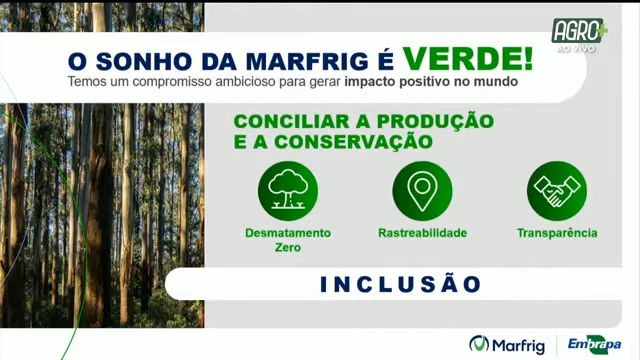 AGRO+
AO VIVO
O SONHO DA MARFRIG É VERDE!
Temos um compromisso ambicioso para gerar impacto positivo no mundo
CONCILIAR A PRODUÇÃO
E A CONSERVAÇÃO
Desmatamento
Zero
Rastreabilidade
Transparência
INCLUSÃO
Marfrig
Embrapa